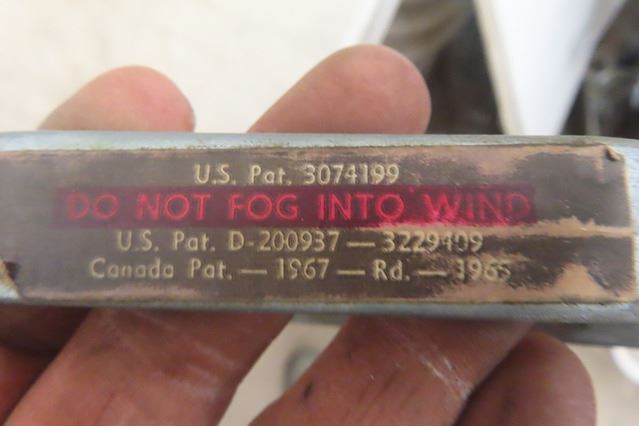 U.S. Pat. 3074199
DO NOT FOG INTO WIND
U.S. Pat. D-200937 — 3229409
Canada Pat. — 1967 — Rd. — 1965